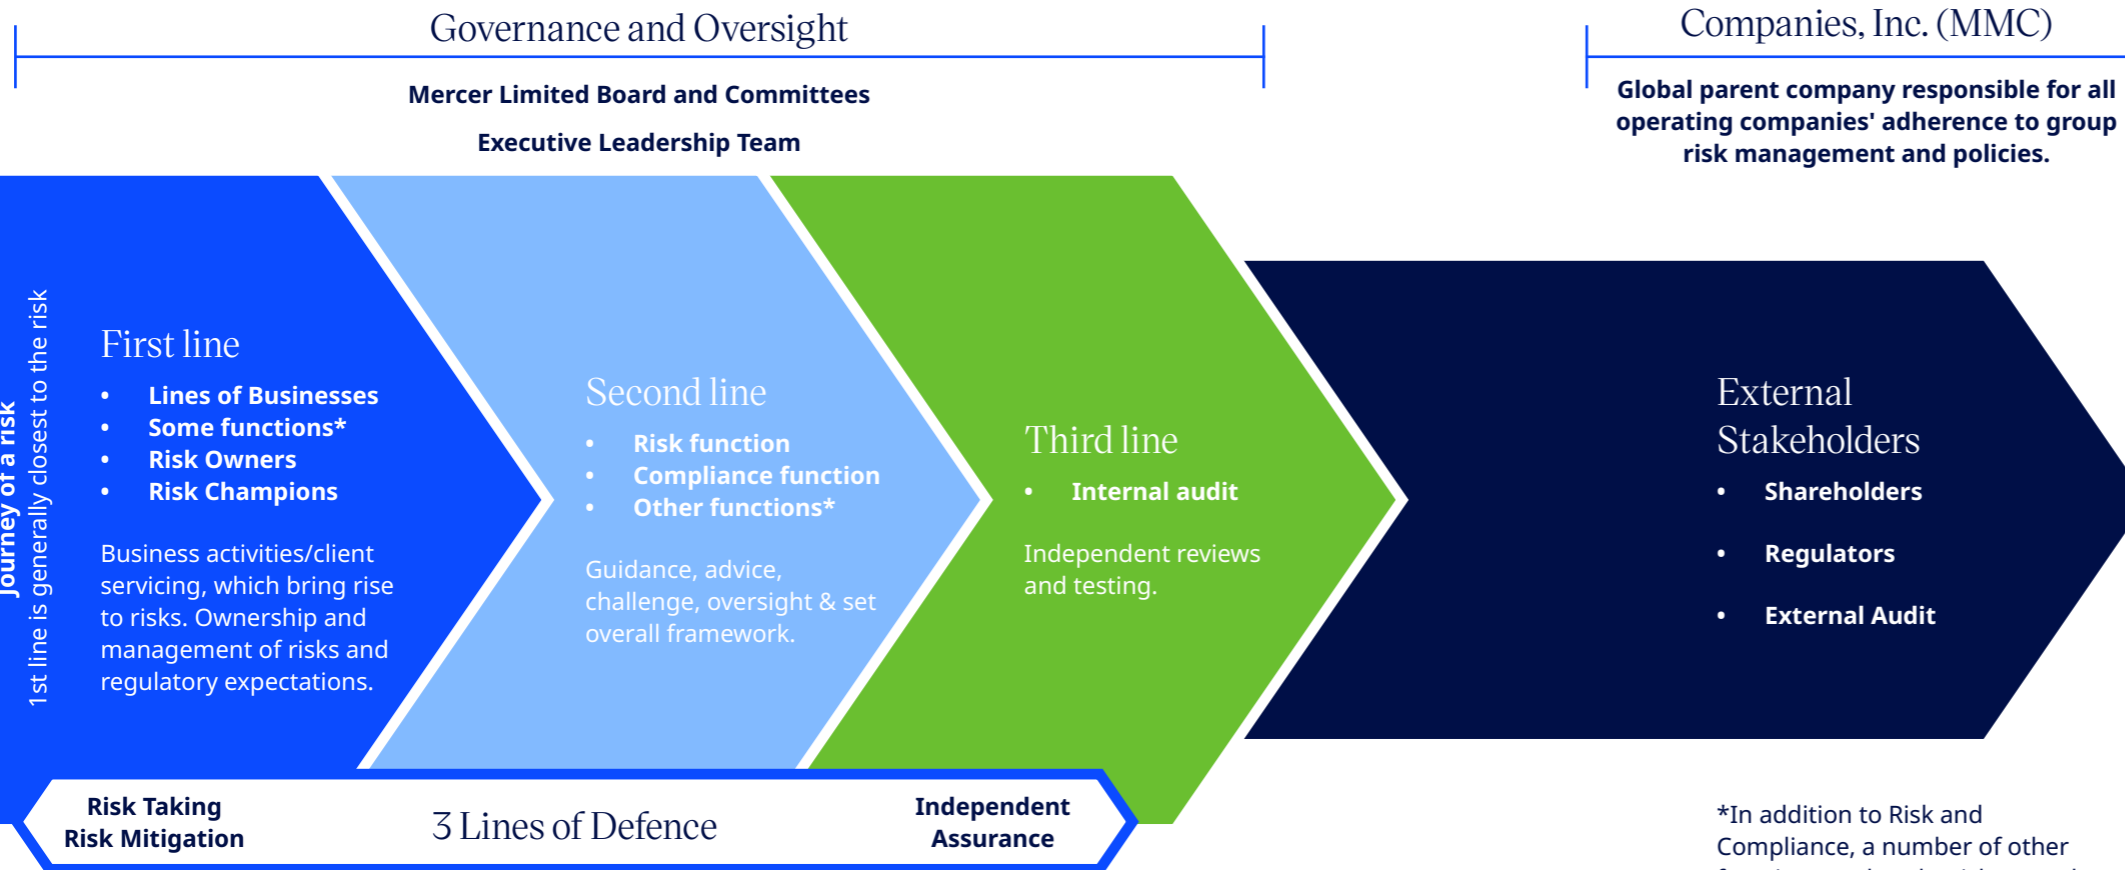 Governance and Oversight
Mercer Limited Board and Committees
Executive Leadership Team
Companies, Inc. (MMC)
Global parent company responsible for all
operating companies' adherence to group
risk management and policies.
Journey of a risk
1st line is generally closest to the risk
First line
• Lines of Businesses
• Some functions*
• Risk Owners
• Risk Champions
Business activities/client
servicing, which bring rise
to risks. Ownership and
management of risks and
regulatory expectations.
Second line
• Risk function
• Compliance function
• Other functions*
Guidance, advice,
challenge, oversight & set
overall framework.
Third line
• Internal audit
Independent reviews
and testing.
External
Stakeholders
• Shareholders
• Regulators
• External Audit
Risk Taking
Risk Mitigation
3 Lines of Defence
Independent
Assurance
*In addition to Risk and
Compliance, a number of other